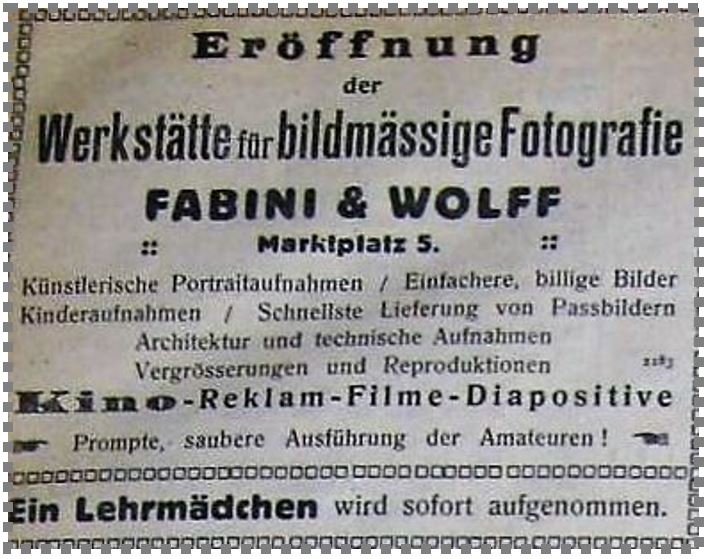 Eröffnung
der
Werkstätte für bildmässige Fotografie
FABINI & WOLFF
:: Marktplatz 5. ::
Künstlerische Portraitaufnahmen / Einfachere, billige Bilder
Kinderaufnahmen / Schnellste Lieferung von Passbildern
Architektur und technische Aufnahmen
Vergrösserungen und Reproduktionen 2283
Kino-Reklam-Filme-Diapositive
Prompte, saubere Ausführung der Amateuren!
Ein Lehrmädchen wird sofort aufgenommen.